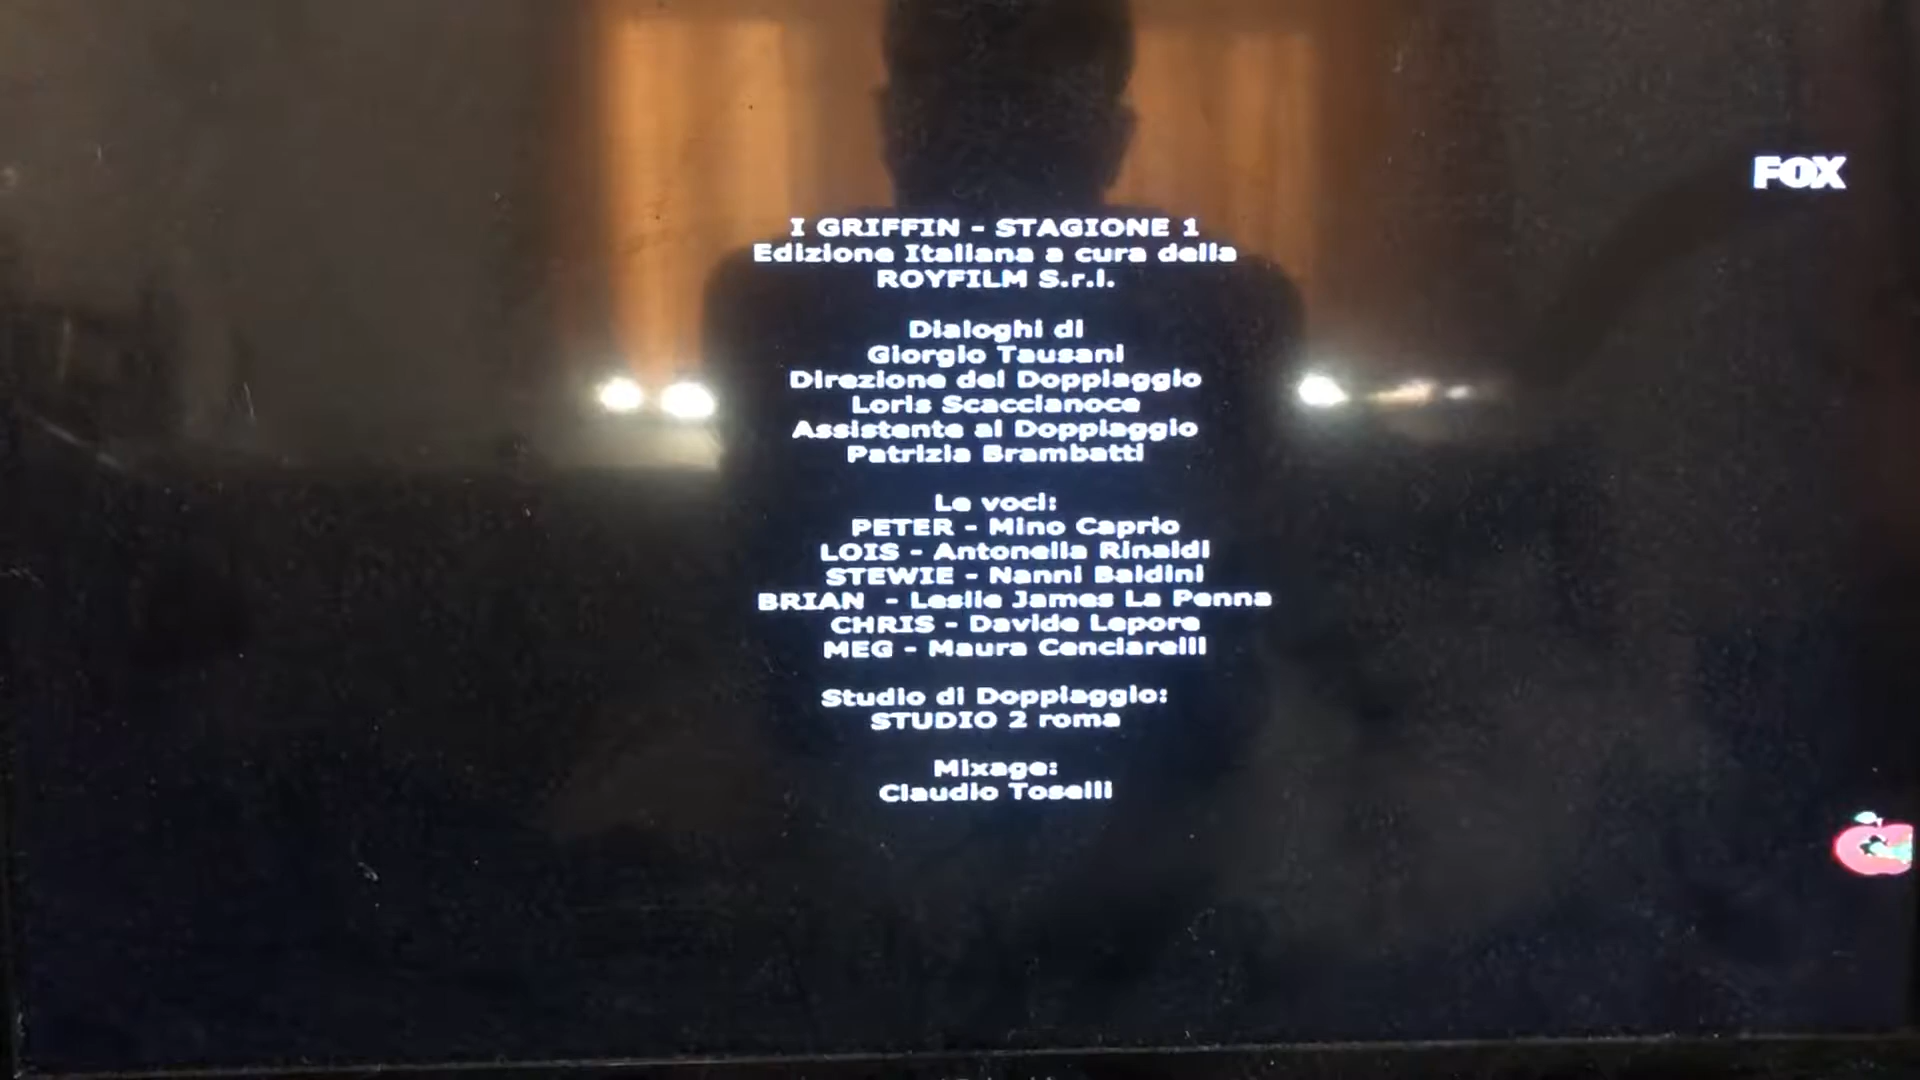 FOX
I GRIFFIN - STAGIONE 1
Edizione Italiana a cura della
ROYFILM S.r.l.
Dialoghi di
Giorgio Tausani
Direzione del Doppiaggio
Loris Scaccianoce
Assistente al Doppiaggio
Patrizia Brambatti
Le voci:
PETER - Mino Caprio
LOIS - Antonella Rinaldi
STEWIE - Nanni Baldini
BRIAN - Leslie James La Penna
CHRIS - Davide Lepore
MEG - Maura Cenciarelli
Studio di Doppiaggio:
STUDIO 2 roma
Mixage:
Claudio Toselli